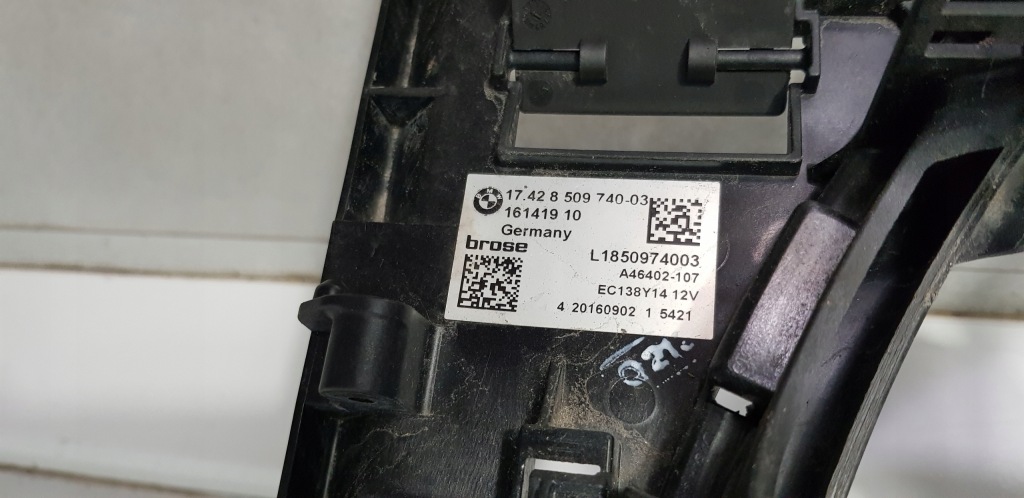 17.42 8 509 740-03
161419 10
Germany
brose
L1850974003
A46402-107
EC138Y14 12V
4 20160902 1 5421